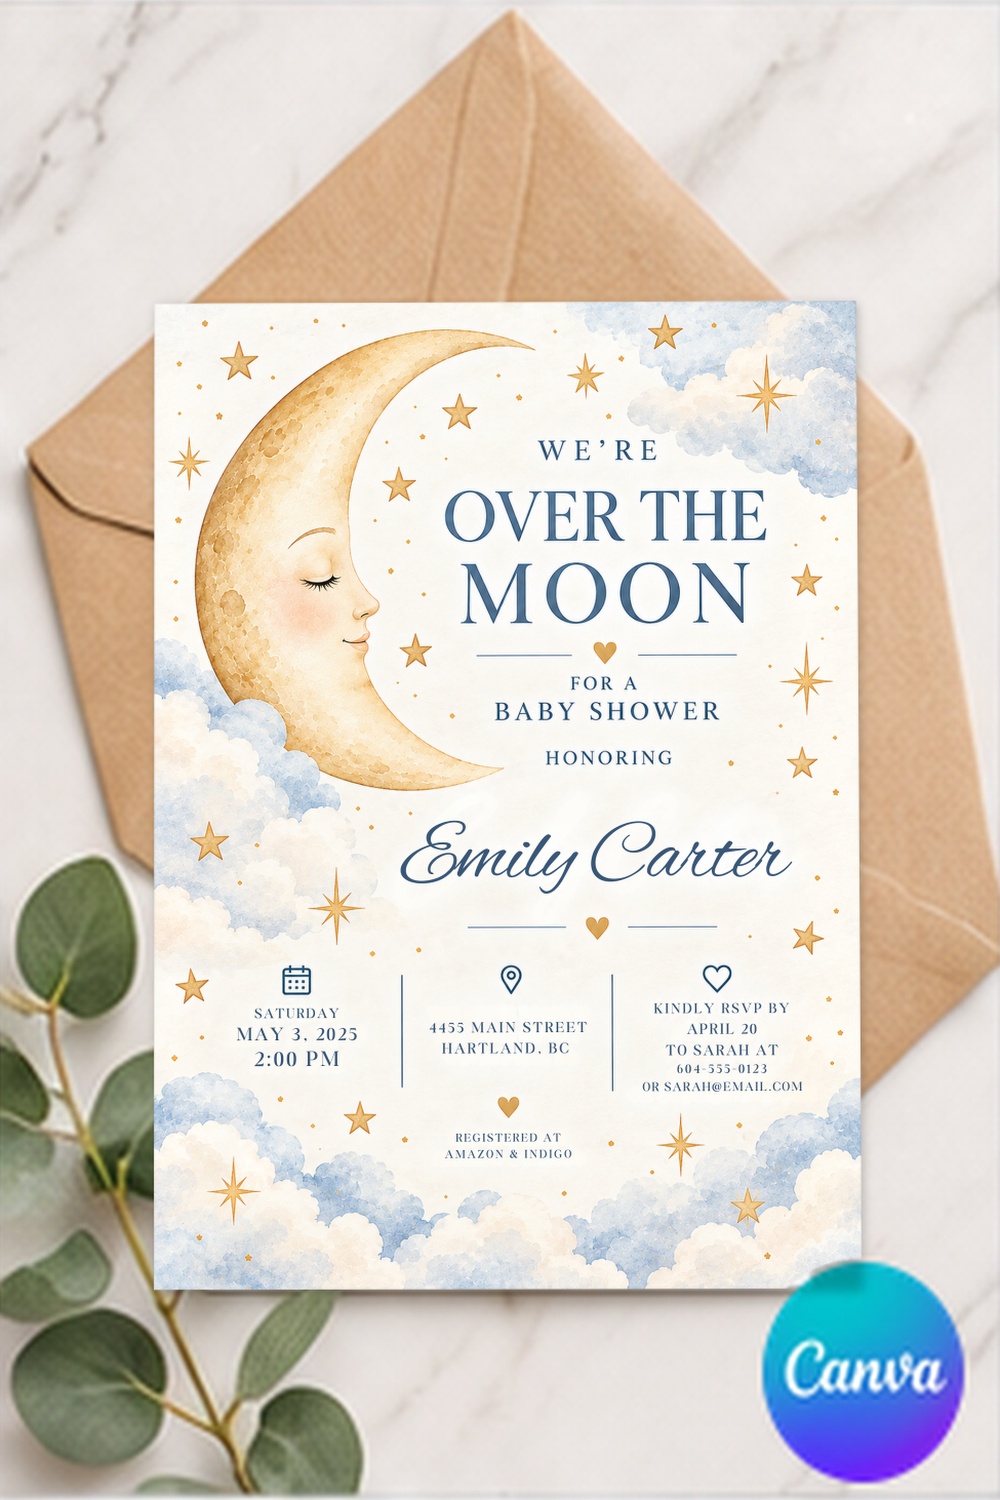 WE'RE
OVER THE
MOON
FOR A
BABY SHOWER
HONORING
Emily Carter
SATURDAY
MAY 3, 2025
2:00 PM
4455 MAIN STREET
HARTLAND, BC
KINDLY RSVP BY
APRIL 20
TO SARAH AT
604-555-0123
OR SARAH@EMAIL.COM
REGISTERED AT
AMAZON & INDIGO
Canva